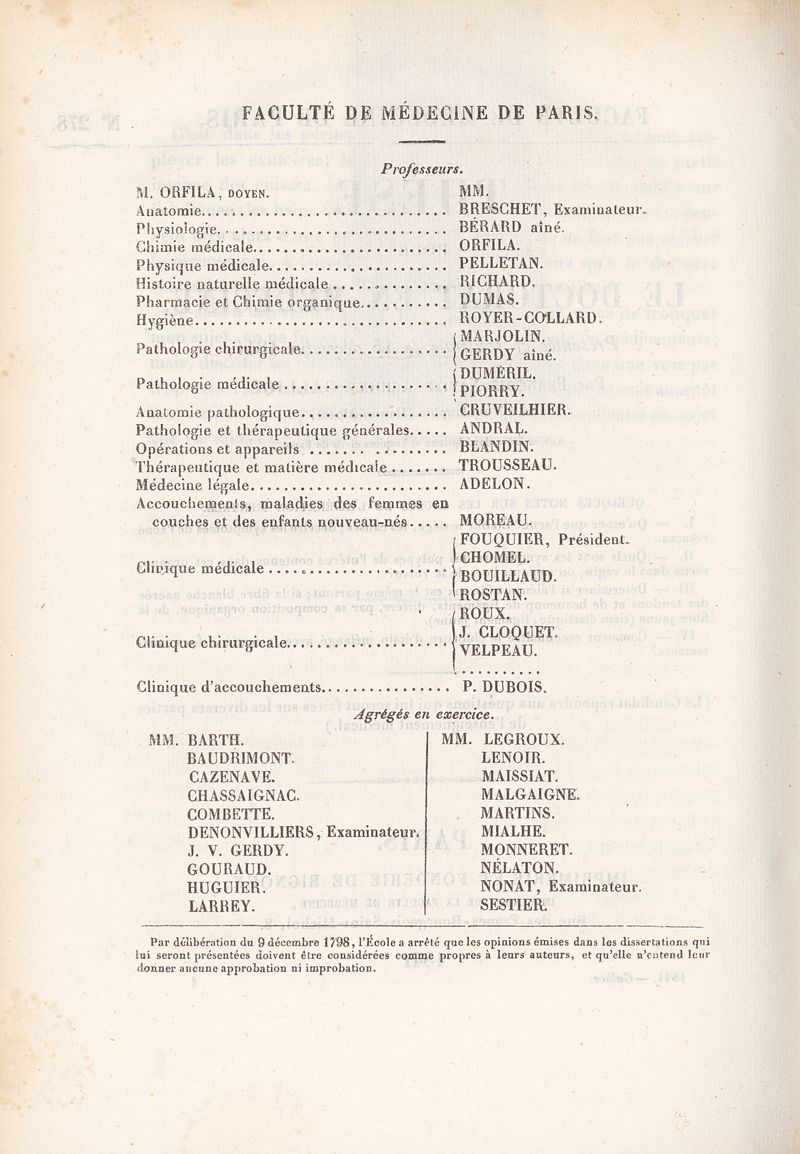 FACULTÉ DE MÉDECINE DE PARIS.
Professeurs.
M. ORFILA, DOYEN. MM.
Anatomie.............................. BRESCHET, Examinateur.
Physiologie............................ BÉRARD aîné.
Chimie médicale........................ ORFILA.
Physique médicale...................... PELLETAN.
Histoire naturelle médicale .............. RICHARD.
Pharmacie et Chimie organique........... DUMAS.
Hygiène............................... ROYER-COLLARD.
Pathologie chirurgicale.................. { MARJOLIN.
GERDY aîné.
Pathologie médicale .................... { DUMÉRIL.
PIORRY.
Anatomie pathologique.................. CRUVEILHIER.
Pathologie et thérapeutique générales..... ANDRAL.
Opérations et appareils ....... ......... BLANDIN.
Thérapeutique et matière médicale ....... TROUSSEAU.
Médecine légale........................ ADELON.
Accouchements, maladies des femmes en
couches et des enfants nouveau-nés..... MOREAU.
Clinique médicale ...................... { FOUQUIER, Président.
CHOMEL.
BOUILLAUD.
ROSTAN.
Clinique chirurgicale.................... { ROUX.
J. CLOQUET.
VELPEAU.
...........
Clinique d'accouchements................ P. DUBOIS.
Agrégés en exercice.
MM. BARTH.
BAUDRIMONT.
CAZENAVE.
CHASSAIGNAC.
COMBETTE.
DENONVILLIERS, Examinateur.
J. V. GERDY.
GOURAUD.
HUGUIER.
LARREY.
MM. LEGROUX.
LENOIR.
MAISSIAT.
MALGAIGNE.
MARTINS.
MIALHE.
MONNERET.
NÉLATON.
NONAT, Examinateur.
SESTIER.
Par délibération du 9 décembre 1798, l'École a arrêté que les opinions émises dans les dissertations qui
lui seront présentées doivent être considérées comme propres à leurs auteurs, et qu'elle n'entend leur
donner aucune approbation ni improbation.